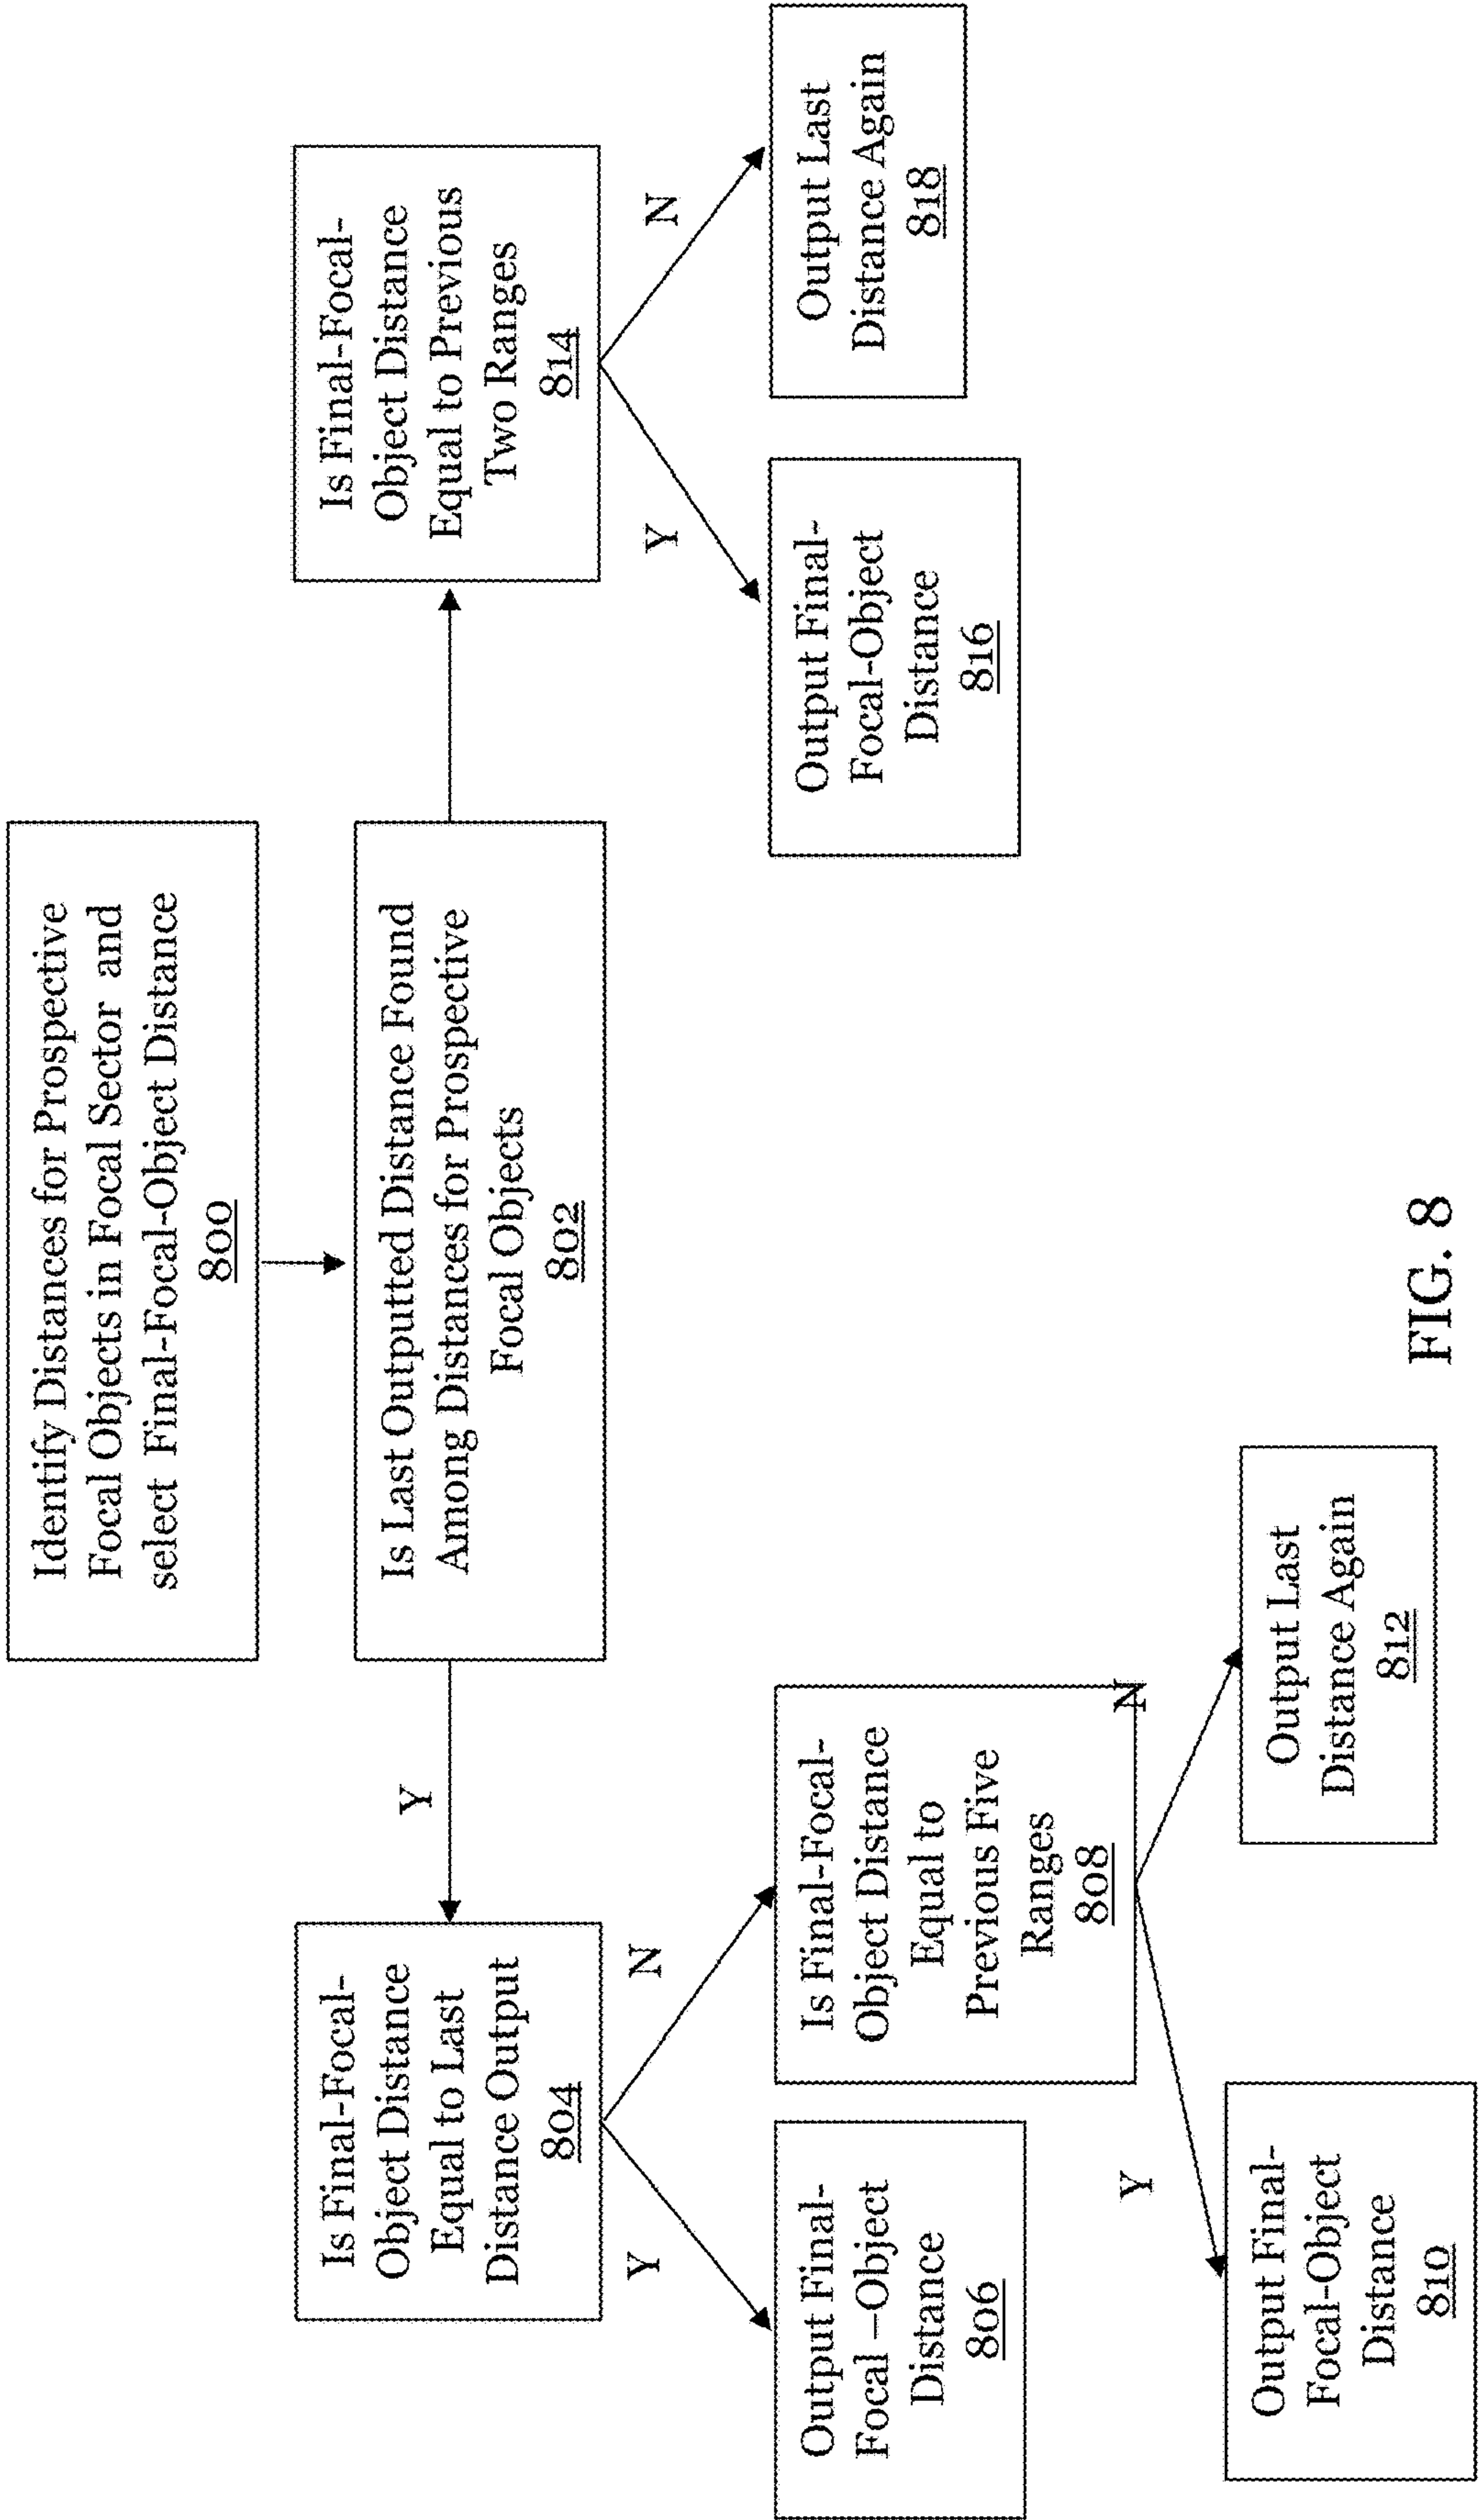 Identify Distances for Prospective
Focal Objects in Focal Sector and
select Final-Focal-Object Distance
800
Is Last Outputted Distance Found
Among Distances for Prospective
Focal Objects
802
Y
Is Final-Focal-
Object Distance
Equal to Last
Distance Output
804
Y
N
Output Final-
Focal –Object
Distance
806
Is Final-Focal-
Object Distance
Equal to
Previous Five
Ranges
808
Y
N
Output Final-
Focal-Object
Distance
810
Output Last
Distance Again
812
Is Final-Focal-
Object Distance
Equal to Previous
Two Ranges
814
Y
N
Output Final-
Focal-Object
Distance
816
Output Last
Distance Again
818
FIG. 8